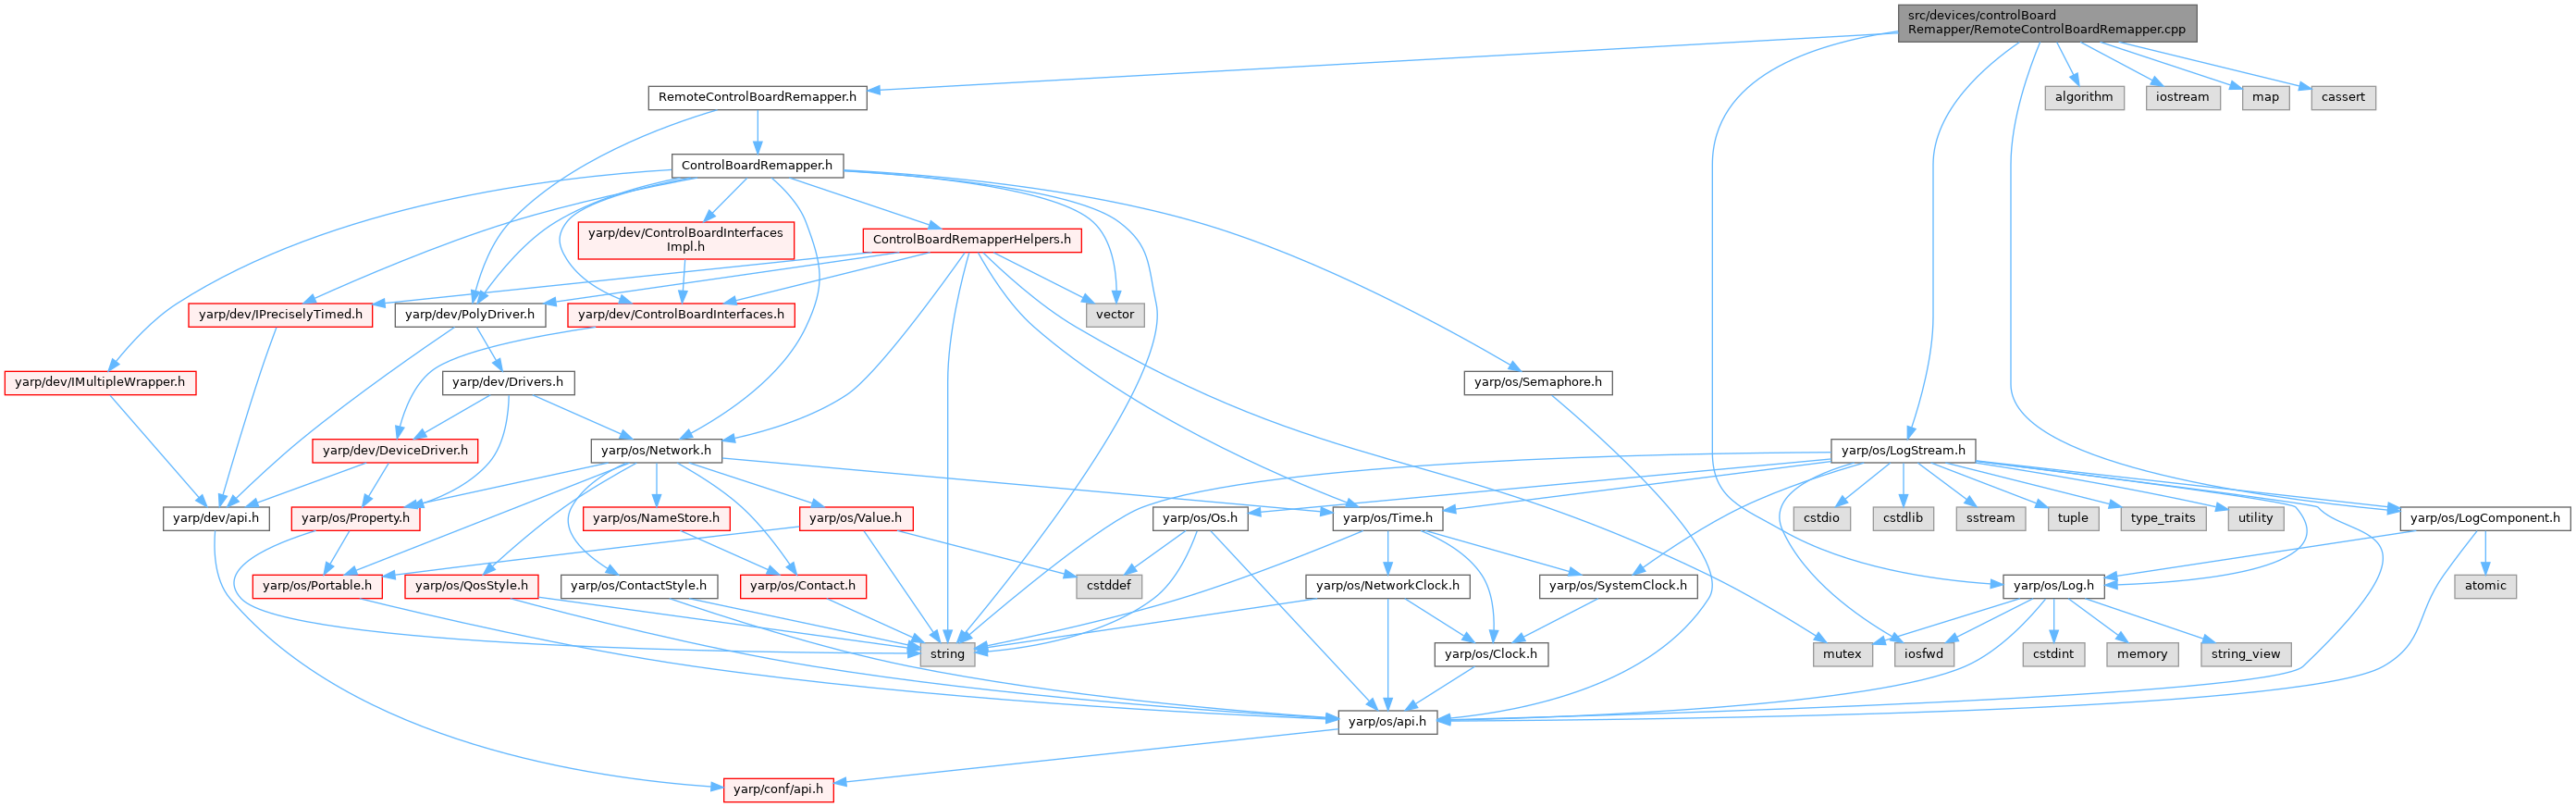 src/devices/controlBoard
Remapper/RemoteControlBoardRemapper.cpp
RemoteControlBoardRemapper.h
algorithm
iostream
map
cassert
ControlBoardRemapper.h
yarp/dev/ControlBoardInterfaces
Impl.h
ControlBoardRemapperHelpers.h
yarp/dev/IPreciselyTimed.h
yarp/dev/PolyDriver.h
yarp/dev/ControlBoardInterfaces.h
vector
yarp/dev/IMultipleWrapper.h
yarp/dev/Drivers.h
yarp/os/Semaphore.h
yarp/dev/DeviceDriver.h
yarp/os/Network.h
yarp/os/LogStream.h
yarp/dev/api.h
yarp/os/Property.h
yarp/os/NameStore.h
yarp/os/Value.h
yarp/os/Os.h
yarp/os/Time.h
cstdio
cstdlib
sstream
tuple
type_traits
utility
yarp/os/LogComponent.h
yarp/os/Portable.h
yarp/os/QosStyle.h
yarp/os/ContactStyle.h
yarp/os/Contact.h
cstddef
yarp/os/NetworkClock.h
yarp/os/SystemClock.h
yarp/os/Log.h
atomic
string
yarp/os/Clock.h
mutex
iosfwd
cstdint
memory
string_view
yarp/os/api.h
yarp/conf/api.h